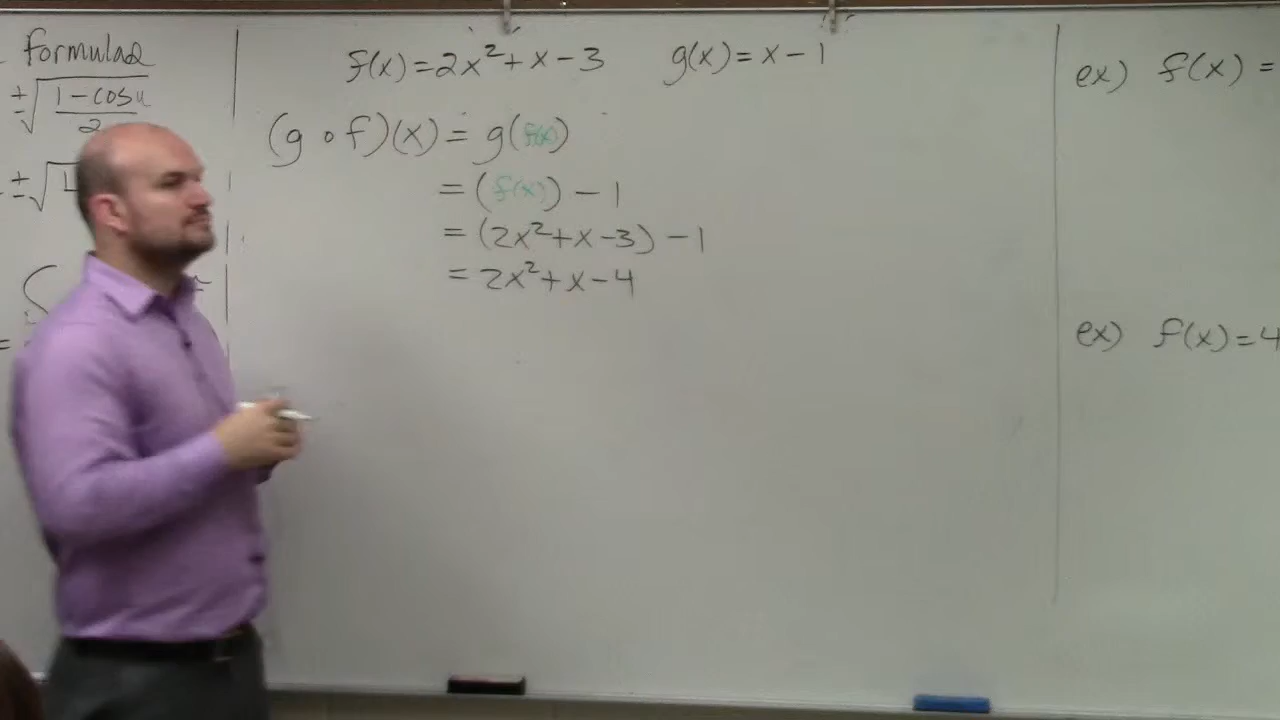 formulas
± √(1 - cos u / 2)
± √
f(x) = 2x² + x - 3 g(x) = x - 1
(g ∘ f)(x) = g(f(x))
= (f(x)) - 1
= (2x² + x - 3) - 1
= 2x² + x - 4
ex) f(x) =
ex) f(x) = 4